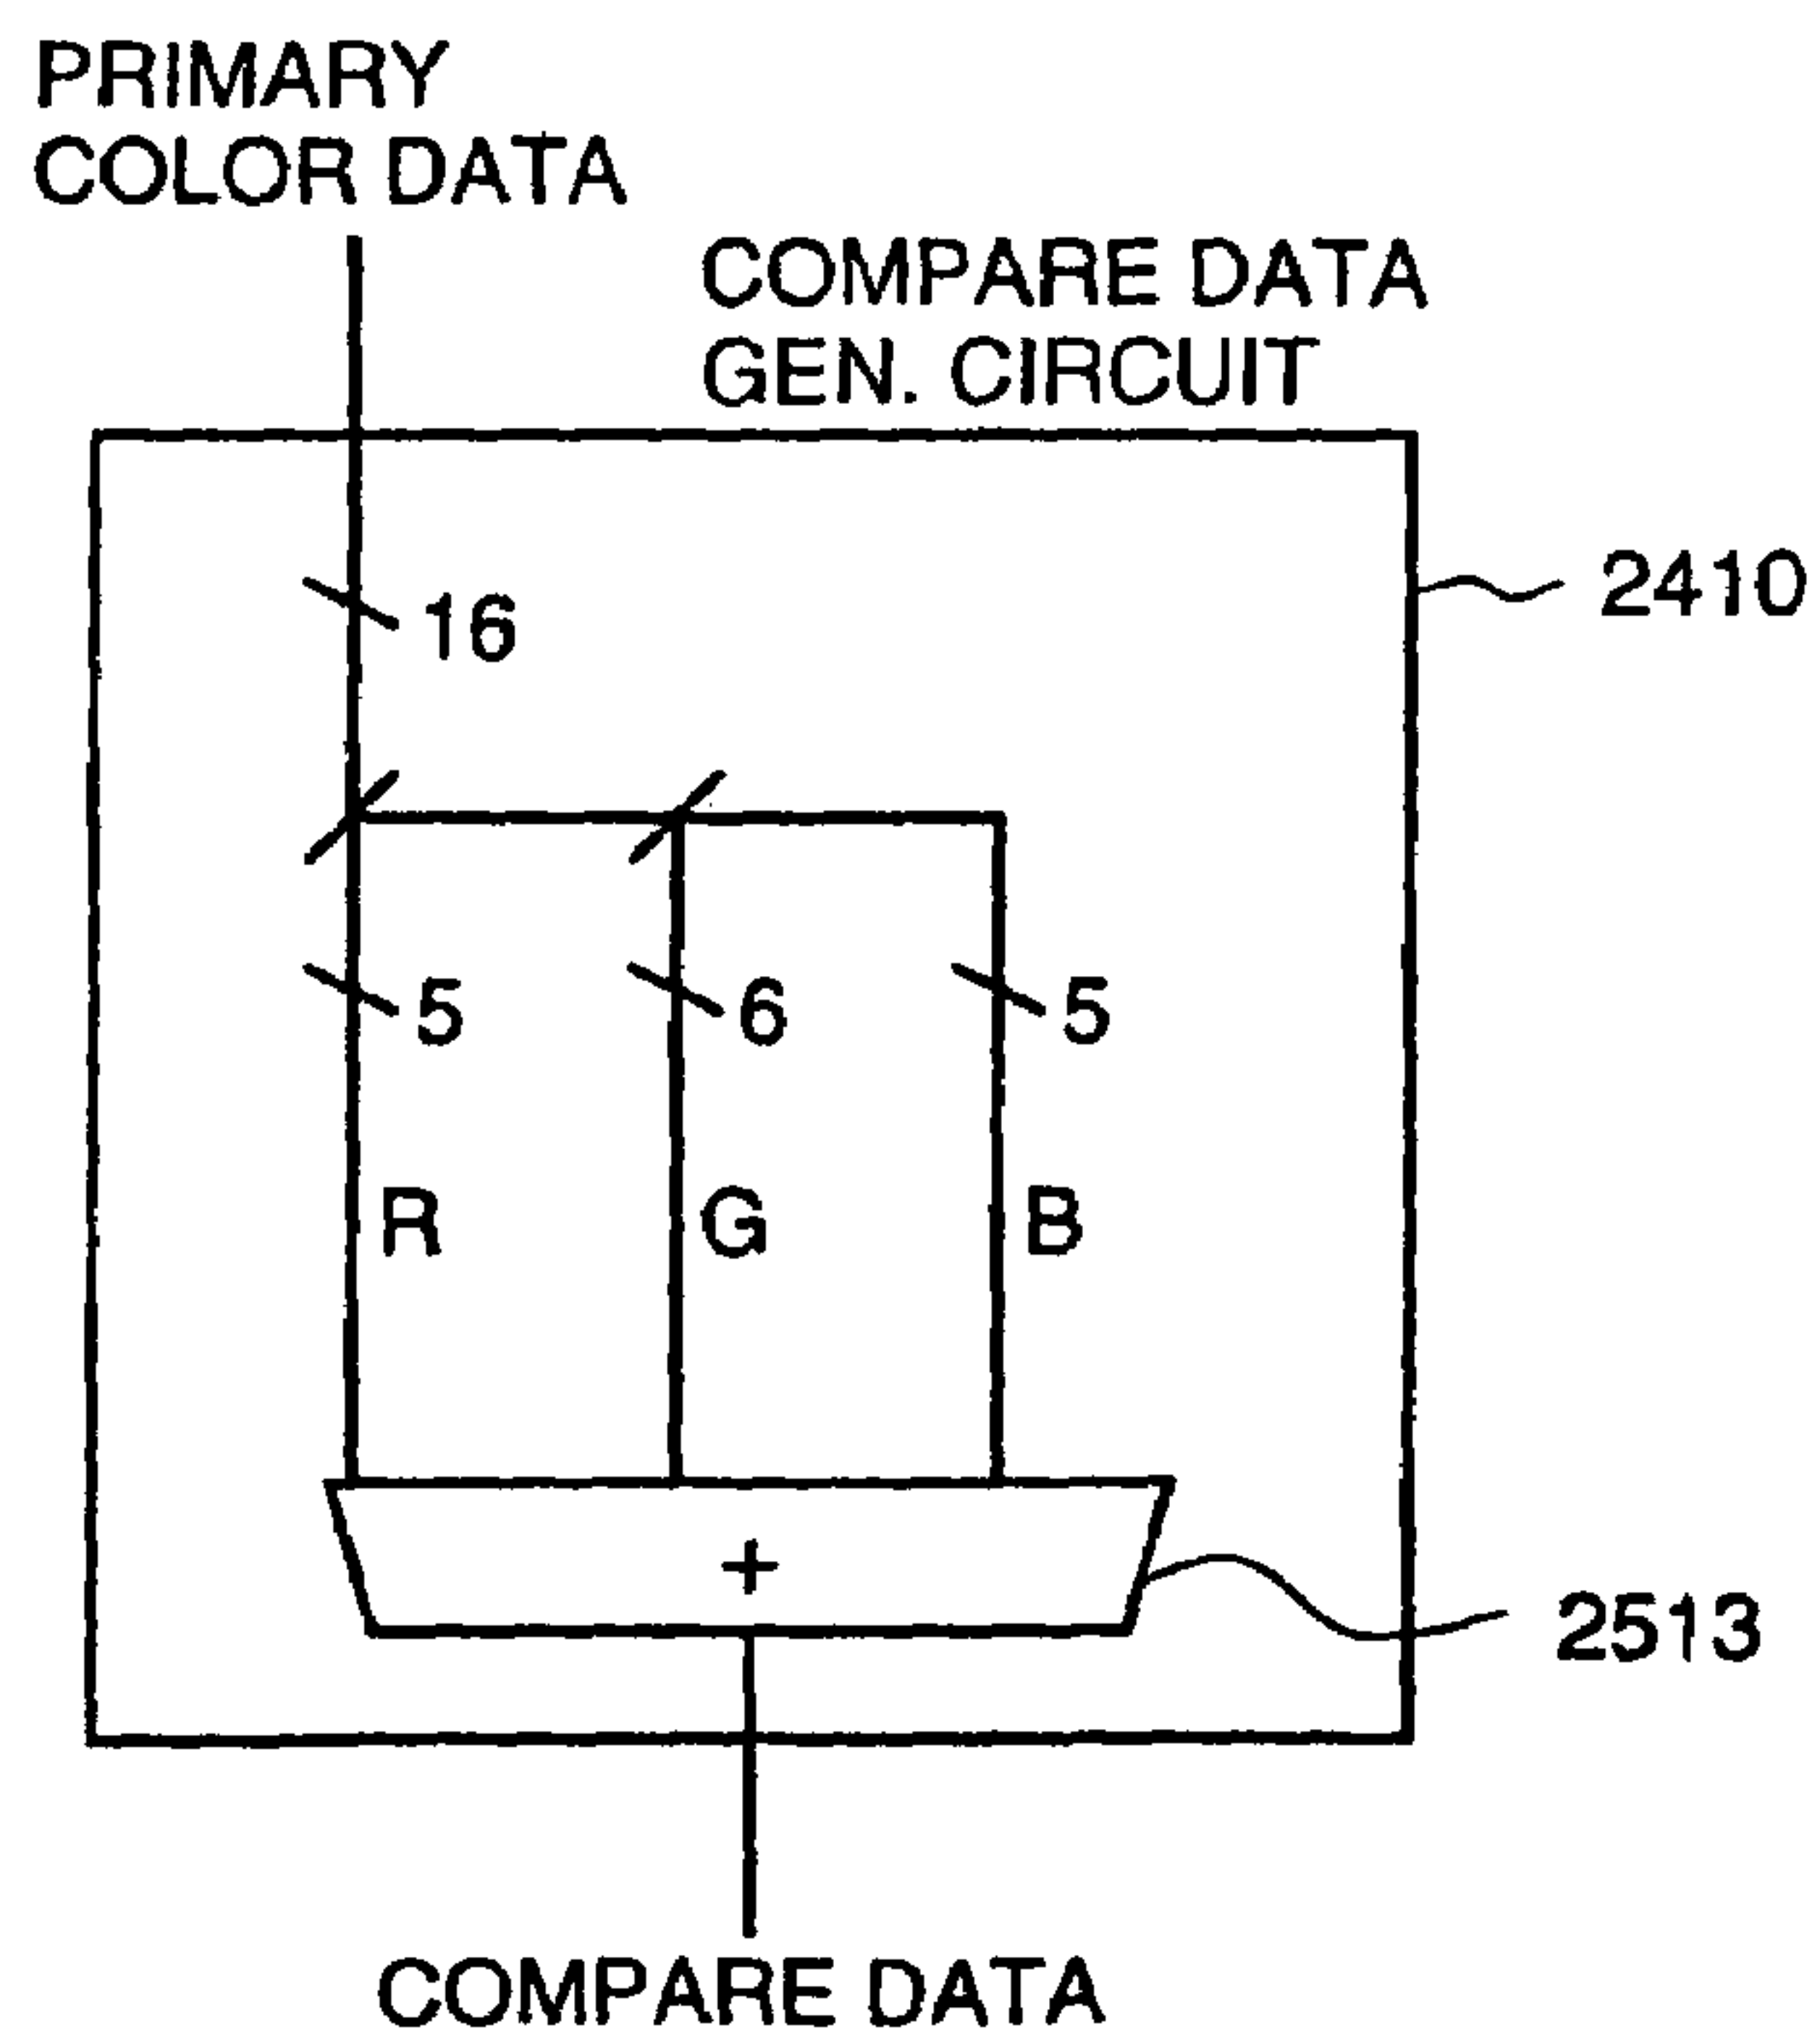 PRIMARY
COLOR DATA
COMPARE DATA
GEN. CIRCUIT
2410
16
5
6
5
R
G
B
+
2513
COMPARE DATA